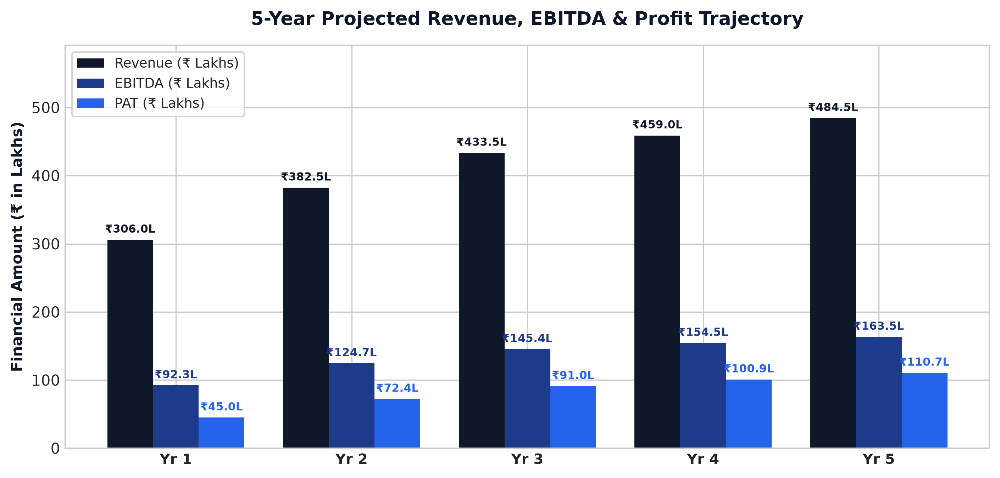 5-Year Projected Revenue, EBITDA & Profit Trajectory
Revenue (₹ Lakhs)
EBITDA (₹ Lakhs)
PAT (₹ Lakhs)
Financial Amount (₹ in Lakhs)
500
400
300
200
100
0
₹306.0L
₹92.3L
₹45.0L
₹382.5L
₹124.7L
₹72.4L
₹433.5L
₹145.4L
₹91.0L
₹459.0L
₹154.5L
₹100.9L
₹484.5L
₹163.5L
₹110.7L
Yr 1
Yr 2
Yr 3
Yr 4
Yr 5